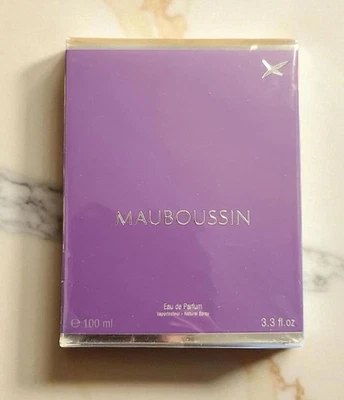 MAUBOUSSIN
Eau de Parfum
Vaporisateur - Natural Spray
℮ 100 ml 3.3 fl.oz